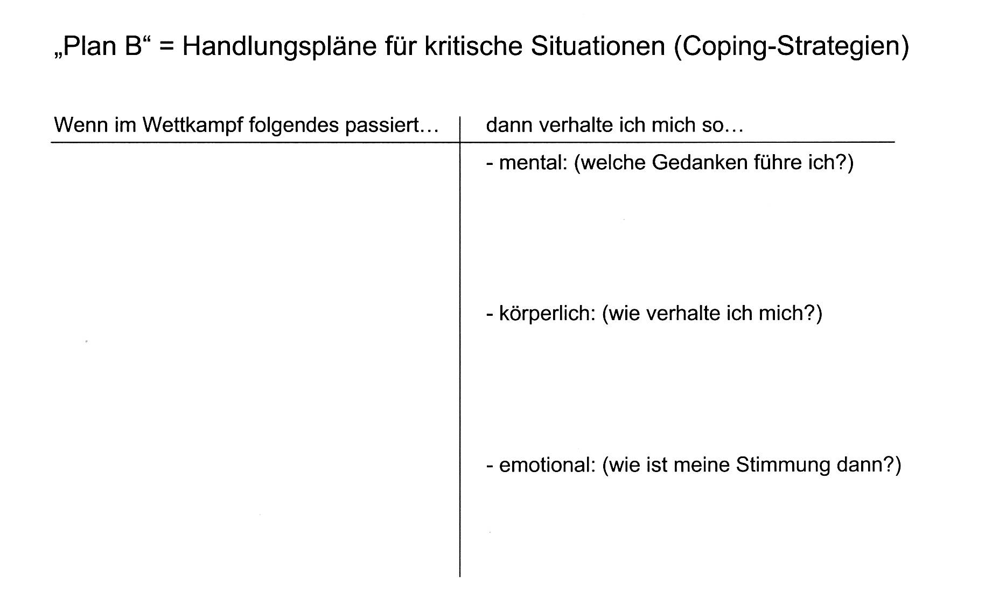 „Plan B“ = Handlungspläne für kritische Situationen (Coping-Strategien)
Wenn im Wettkampf folgendes passiert…
dann verhalte ich mich so…
- mental: (welche Gedanken führe ich?)
- körperlich: (wie verhalte ich mich?)
- emotional: (wie ist meine Stimmung dann?)